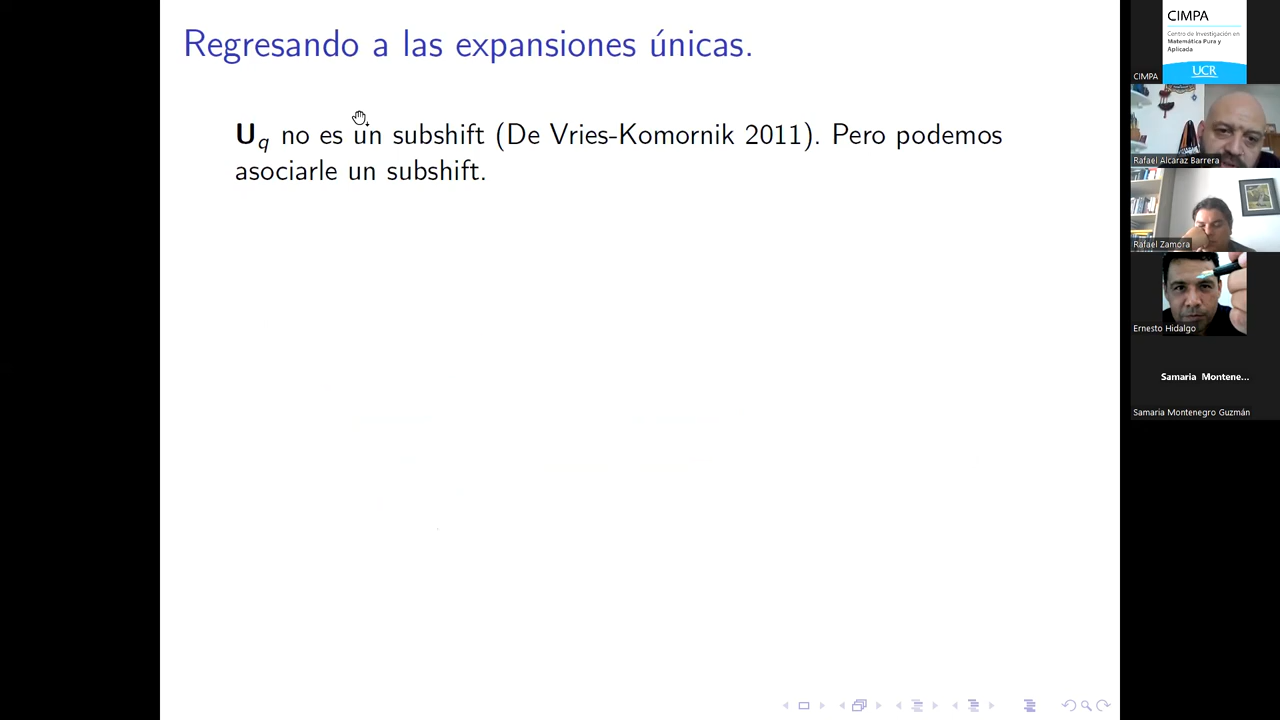 Regresando a las expansiones únicas.
U_q no es un subshift (De Vries-Komornik 2011). Pero podemos
asociarle un subshift.
CIMPA
Centro de Investigación en
Matemática Pura y
Aplicada
UCR
CIMPA
Rafael Alcaraz Barrera
Rafael Zamora
Ernesto Hidalgo
Samaria Montene...
Samaria Montenegro Guzmán